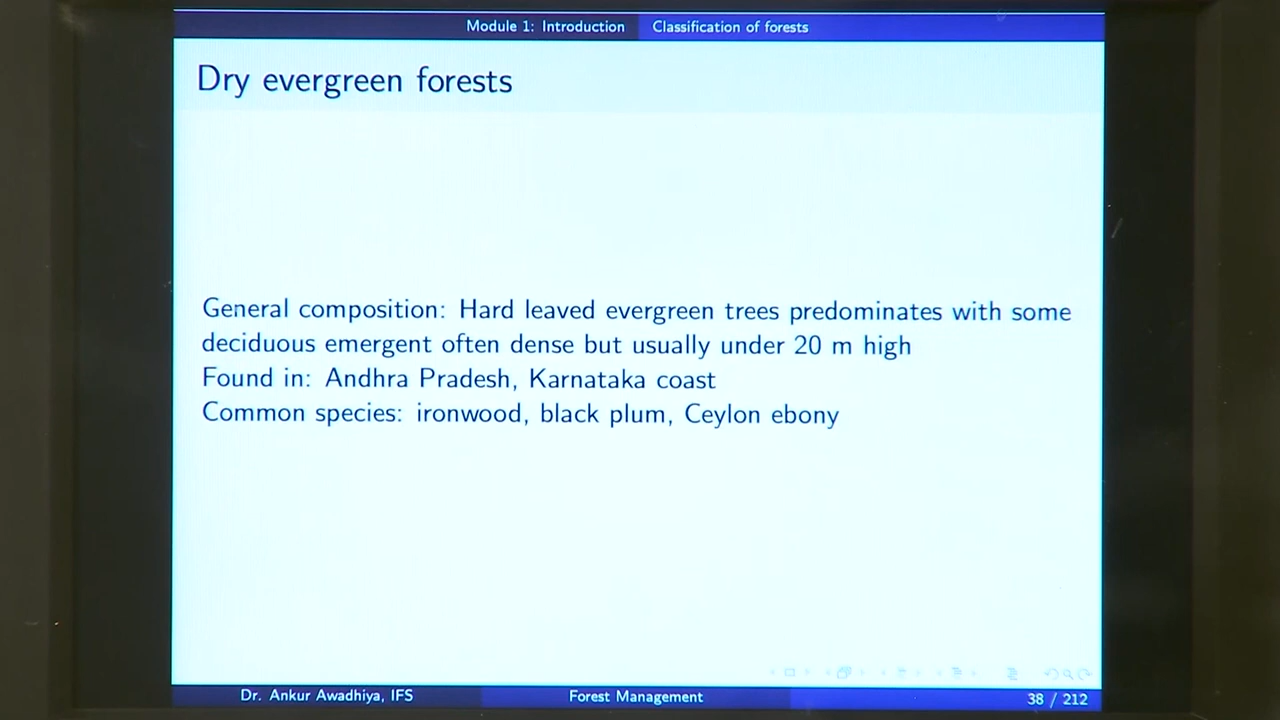 Module 1: Introduction Classification of forests
Dry evergreen forests
General composition: Hard leaved evergreen trees predominates with some
deciduous emergent often dense but usually under 20 m high
Found in: Andhra Pradesh, Karnataka coast
Common species: ironwood, black plum, Ceylon ebony
Dr. Ankur Awadhiya, IFS Forest Management 38 / 212